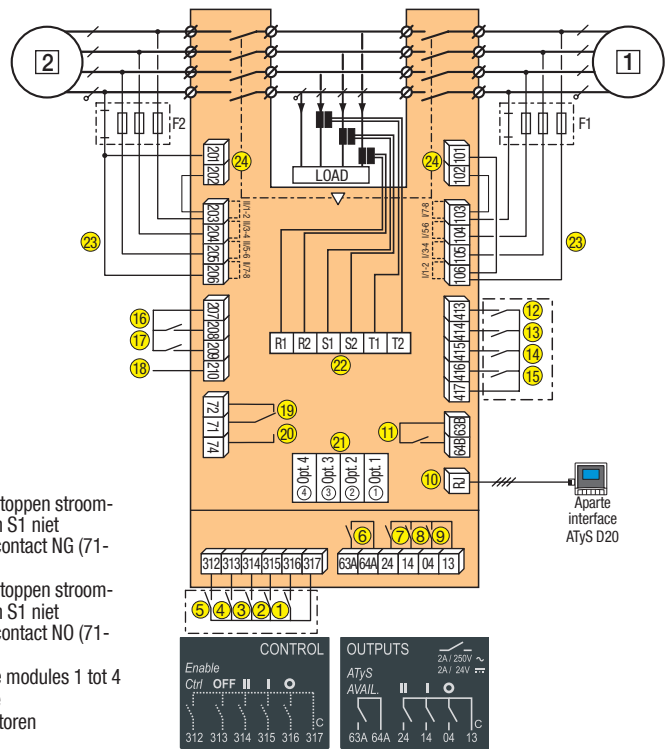 2
1
F2
F1
201
202
24
24
101
102
LOAD
203
204
205
206
II/1-2
II/3-4
II/5-6
II/7-8
I/7-8
I/5-6
I/3-4
I/1-2
103
104
105
106
23
23
16
17
18
207
208
209
210
R1 R2 S1 S2 T1 T2
22
413
414
415
416
417
12
13
14
15
72
71
74
19
20
21
Opt. 4 ④
Opt. 3 ③
Opt. 2 ②
Opt. 1 ①
11
63B
64B
10
RJ
Aparte
interface
ATyS D20
toppen stroom-
n S1 niet
contact NG (71-
toppen stroom-
n S1 niet
contact NO (71-
e modules 1 tot 4
e
toren
6 7 8 9
312 313 314 315 316 317
63A 64A 24 14 04 13
5 4 3 2 1
CONTROL
Enable
Ctrl OFF II I O
C
312 313 314 315 316 317
OUTPUTS
2A / 250V ~
2A / 24V ⎓
ATyS
AVAIL. II I O
C
63A 64A 24 14 04 13